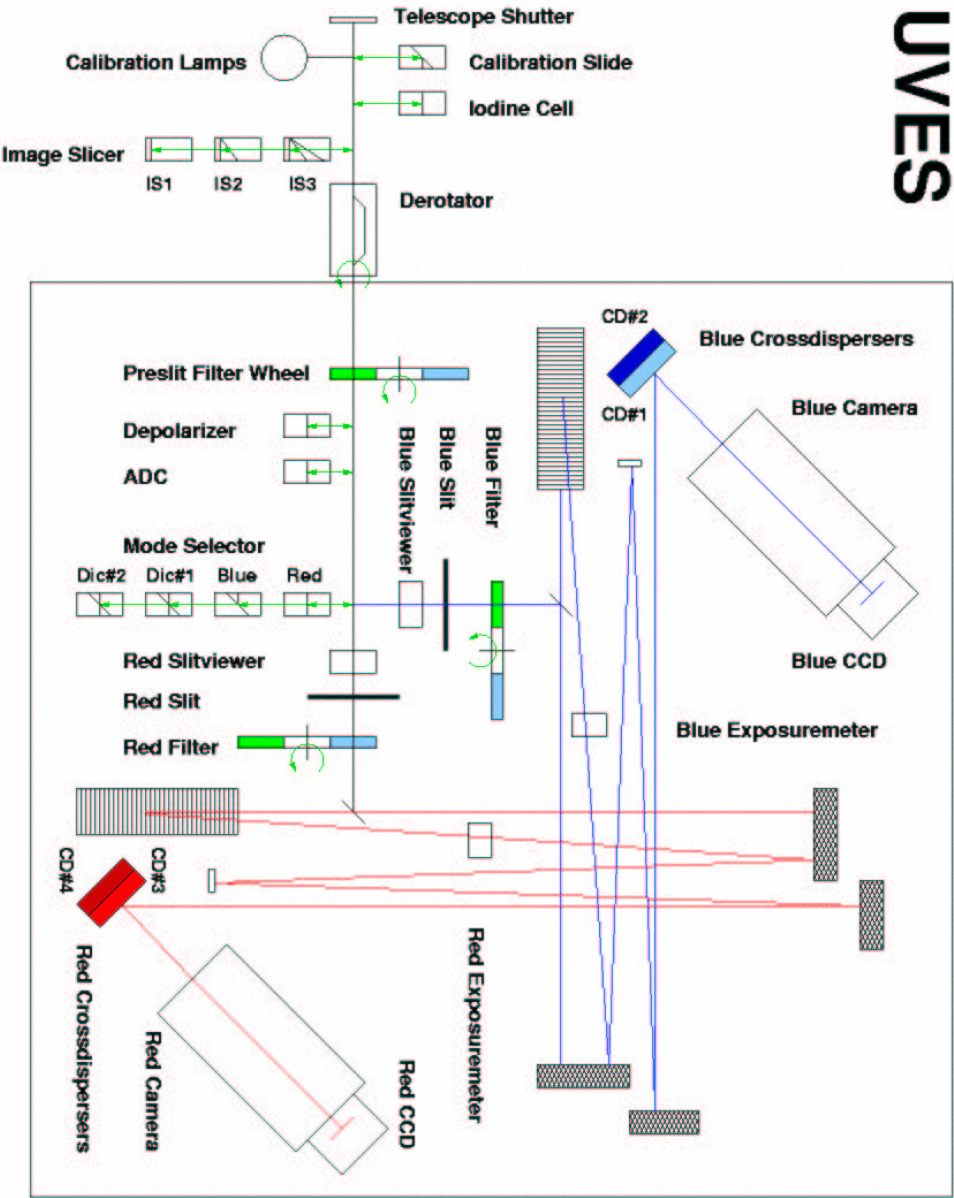 UVES
Telescope Shutter
Calibration Lamps
Calibration Slide
Iodine Cell
Image Slicer
IS1
IS2
IS3
Derotator
CD#2
Blue Crossdispersers
Preslit Filter Wheel
CD#1
Blue Camera
Depolarizer
ADC
Blue Slitviewer
Blue Slit
Blue Filter
Mode Selector
Dic#2
Dic#1
Blue
Red
Blue CCD
Red Slitviewer
Red Slit
Blue Exposuremeter
Red Filter
CD#4
CD#3
Red Crossdispersers
Red Camera
Red CCD
Red Exposuremeter